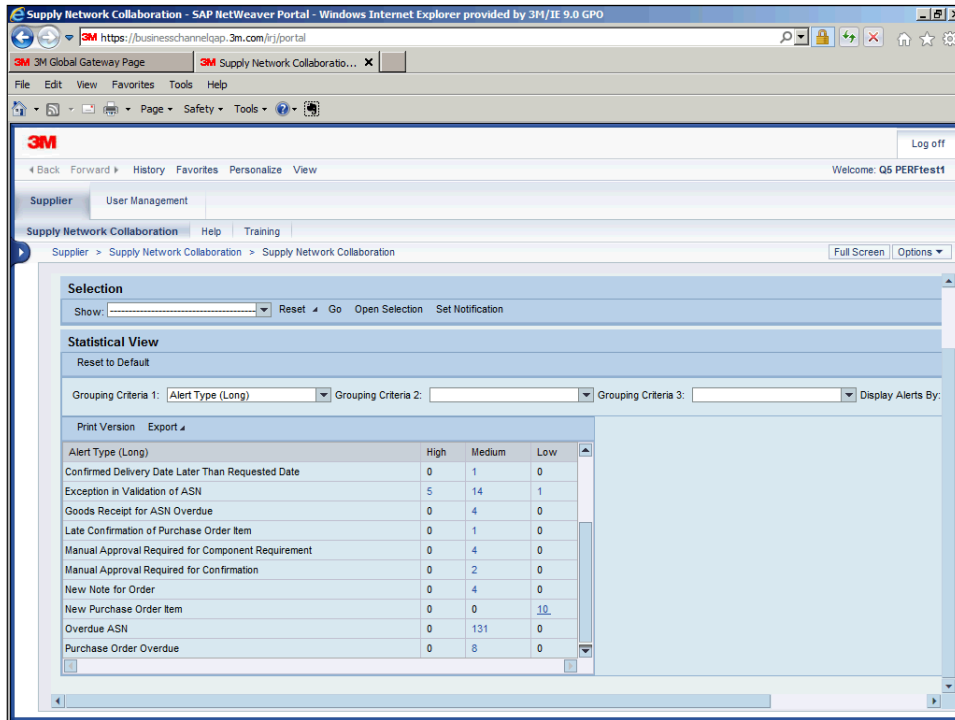 Supply Network Collaboration - SAP NetWeaver Portal - Windows Internet Explorer provided by 3M/IE 9.0 GPO
3M https://businesschannelqap.3m.com/irj/portal
3M 3M Global Gateway Page 3M Supply Network Collaboratio... X
File Edit View Favorites Tools Help
Page Safety Tools
3M
Log off
Back Forward History Favorites Personalize View Welcome: Q5 PERFtest1
Supplier User Management
Supply Network Collaboration Help Training
Supplier > Supply Network Collaboration > Supply Network Collaboration Full Screen Options
Selection
Show: ---------------------------------------- Reset Go Open Selection Set Notification
Statistical View
Reset to Default
Grouping Criteria 1: Alert Type (Long) Grouping Criteria 2: Grouping Criteria 3: Display Alerts By:
Print Version Export
Alert Type (Long) High Medium Low
Confirmed Delivery Date Later Than Requested Date 0 1 0
Exception in Validation of ASN 5 14 1
Goods Receipt for ASN Overdue 0 4 0
Late Confirmation of Purchase Order Item 0 1 0
Manual Approval Required for Component Requirement 0 4 0
Manual Approval Required for Confirmation 0 2 0
New Note for Order 0 4 0
New Purchase Order Item 0 0 10
Overdue ASN 0 131 0
Purchase Order Overdue 0 8 0